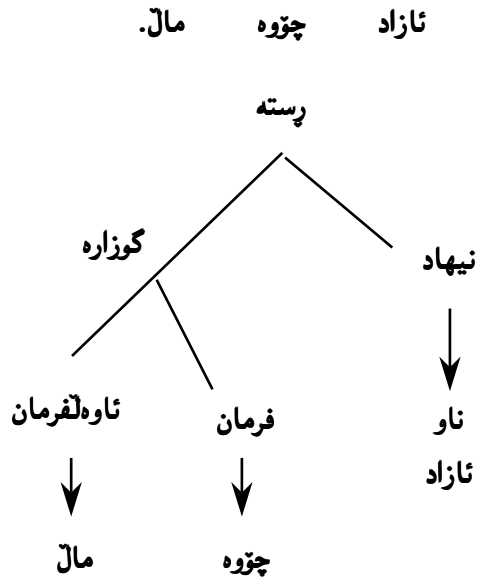 ئازاد چۆوە ماڵ.
ڕستە
گوزارە
نیهاد
ئاوەڵفرمان فرمان ناو
ئازاد
ماڵ چۆوە